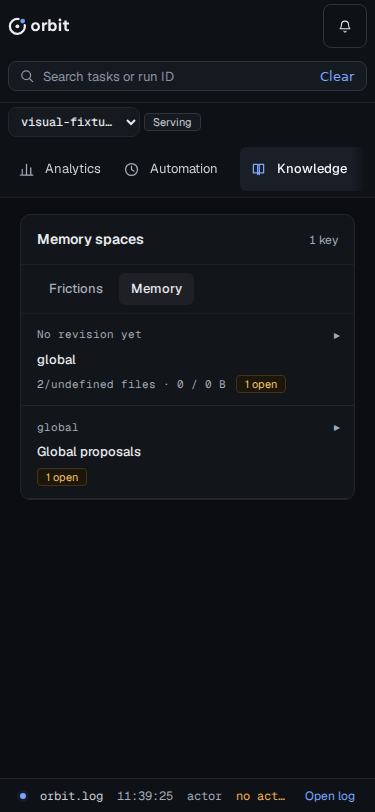 orbit
Search tasks or run ID
Clear
visual-fixtu…
Serving
Analytics
Automation
Knowledge
Memory spaces
1 key
Frictions
Memory
No revision yet
global
2/undefined files · 0 / 0 B
1 open
global
Global proposals
1 open
orbit.log
11:39:25
actor
no act…
Open log